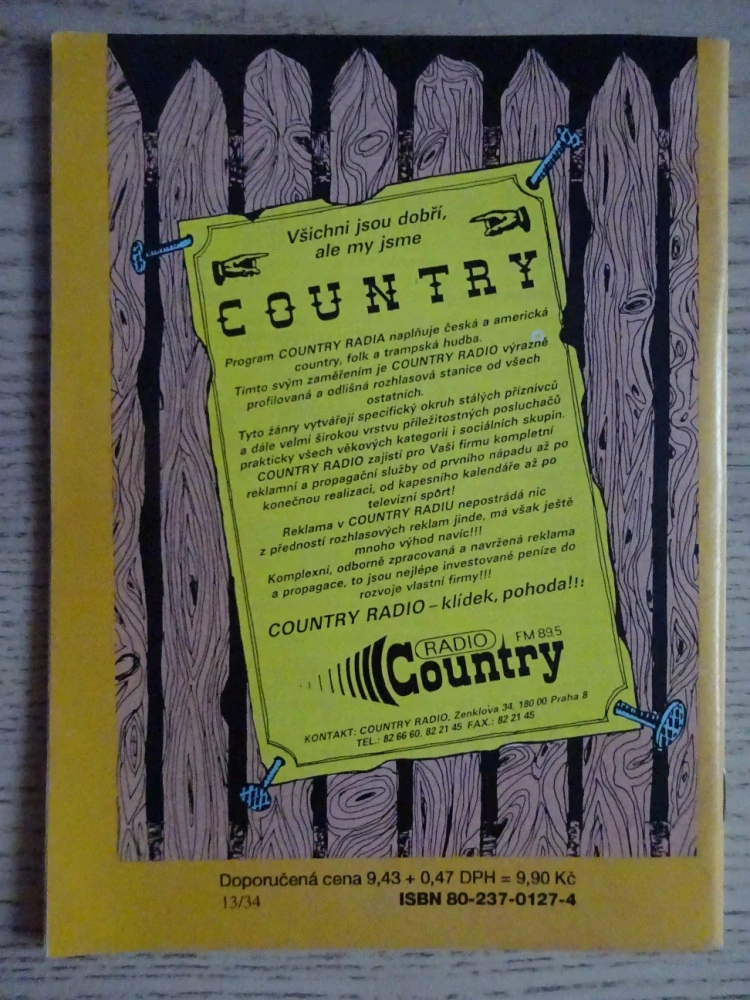 Všichni jsou dobří,
ale my jsme
COUNTRY
Program COUNTRY RADIA naplňuje česká a americká
country, folk a trampská hudba.
Tímto svým zaměřením je COUNTRY RADIO výrazně
profilovaná a odlišná rozhlasová stanice od všech
ostatních.
Tyto žánry vytvářejí specifický okruh stálých příznivců
a dále velmi širokou vrstvu příležitostných posluchačů
prakticky všech věkových kategorií i sociálních skupin.
COUNTRY RADIO zajistí pro Vaši firmu kompletní
reklamní a propagační služby od prvního nápadu až po
konečnou realizaci, od kapesního kalendáře až po
televizní spórt!
Reklama v COUNTRY RADIU nepostrádá nic
z předností rozhlasových reklam jinde, má však ještě
mnoho výhod navíc!!!
Komplexní, odborně zpracovaná a navržená reklama
a propagace, to jsou nejlépe investované peníze do
rozvoje vlastní firmy!!!
COUNTRY RADIO – klídek, pohoda!!!
RADIO FM 89.5
Country
KONTAKT: COUNTRY RADIO, Zenklova 34, 180 00 Praha 8
TEL.: 82 66 60, 82 21 45 FAX.: 82 21 45
Doporučená cena 9,43 + 0,47 DPH = 9,90 Kč
13/34 ISBN 80-237-0127-4